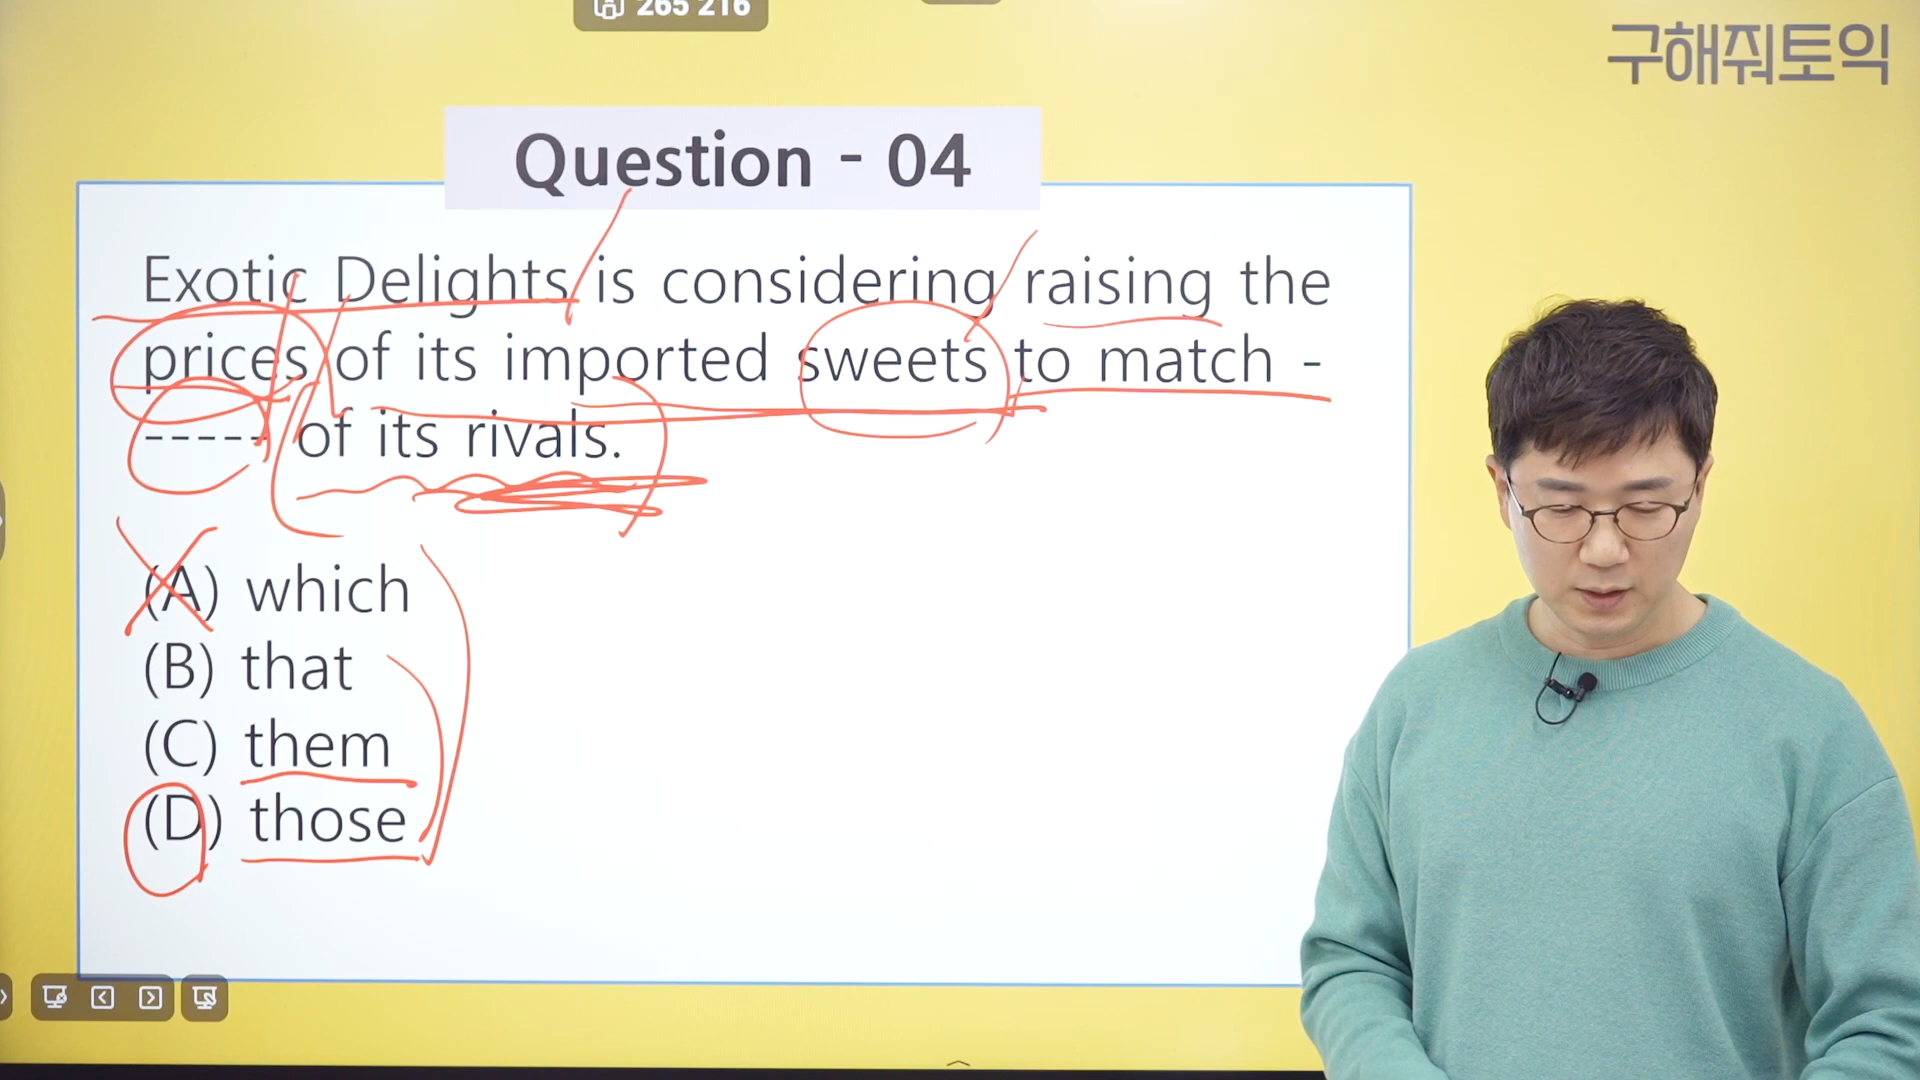 265 216
구해줘토익
Question - 04
Exotic Delights is considering raising the
prices of its imported sweets to match -
----- of its rivals.
(A) which
(B) that
(C) them
(D) those